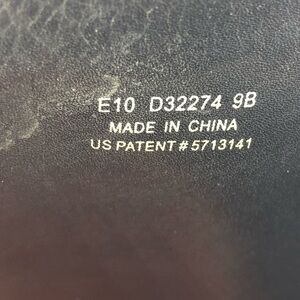 E10 D32274 9B
MADE IN CHINA
US PATENT # 5713141